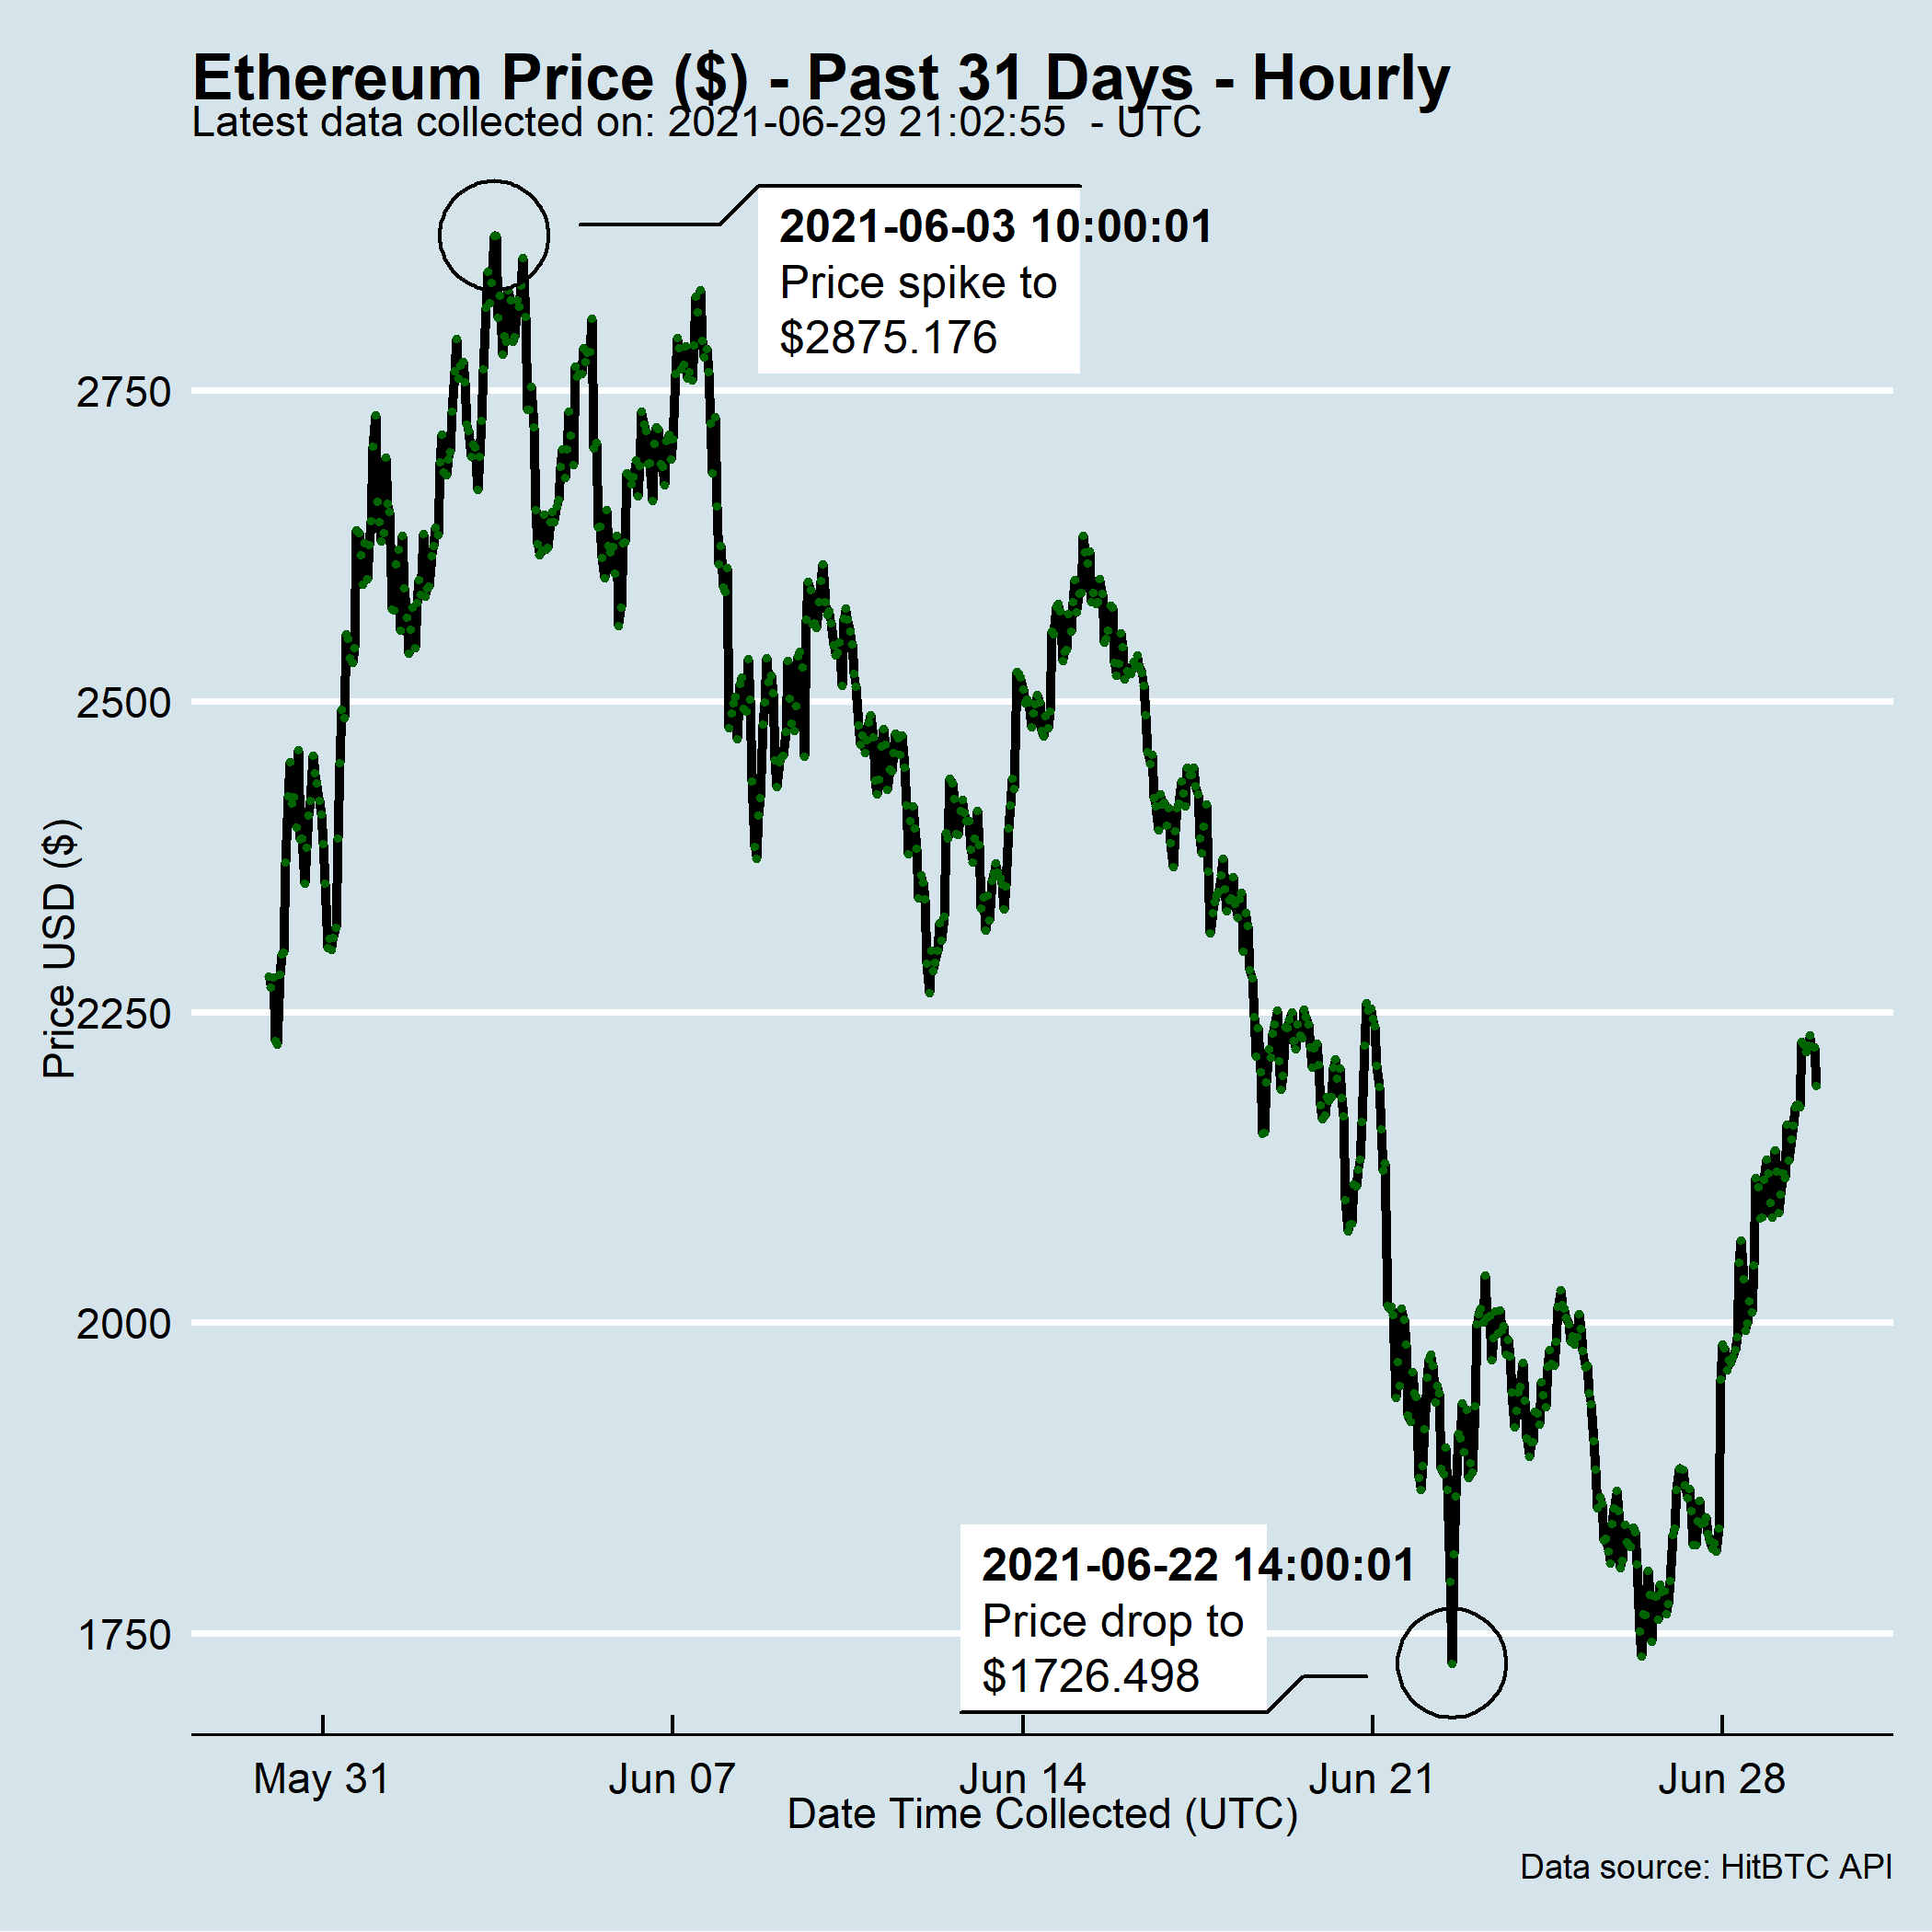 Ethereum Price ($) - Past 31 Days - Hourly
Latest data collected on: 2021-06-29 21:02:55  - UTC
2021-06-03 10:00:01
Price spike to
$2875.176
2750
2500
2250
2000
1750
Price USD ($)
2021-06-22 14:00:01
Price drop to
$1726.498
May 31
Jun 07
Jun 14
Jun 21
Jun 28
Date Time Collected (UTC)
Data source: HitBTC API